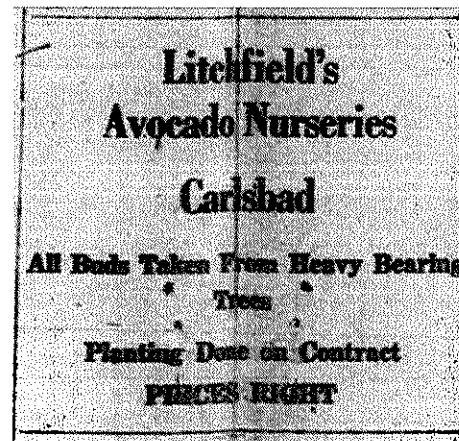 Litchfield's
Avocado Nurseries
Carlsbad
All Buds Taken From Heavy Bearing
Trees
Planting Done on Contract
PRICES RIGHT